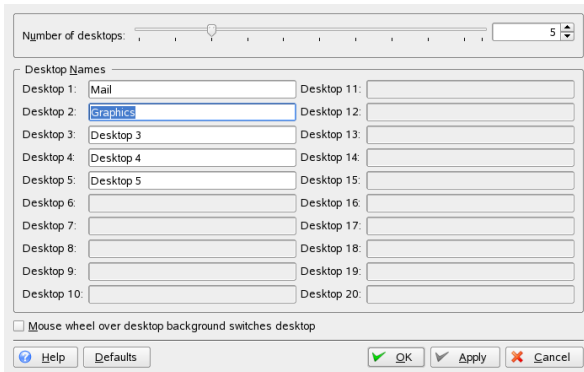 Number of desktops: 5
Desktop Names
Desktop 1: Mail Desktop 11:
Desktop 2: Graphics Desktop 12:
Desktop 3: Desktop 3 Desktop 13:
Desktop 4: Desktop 4 Desktop 14:
Desktop 5: Desktop 5 Desktop 15:
Desktop 6: Desktop 16:
Desktop 7: Desktop 17:
Desktop 8: Desktop 18:
Desktop 9: Desktop 19:
Desktop 10: Desktop 20:
Mouse wheel over desktop background switches desktop
Help Defaults OK Apply Cancel